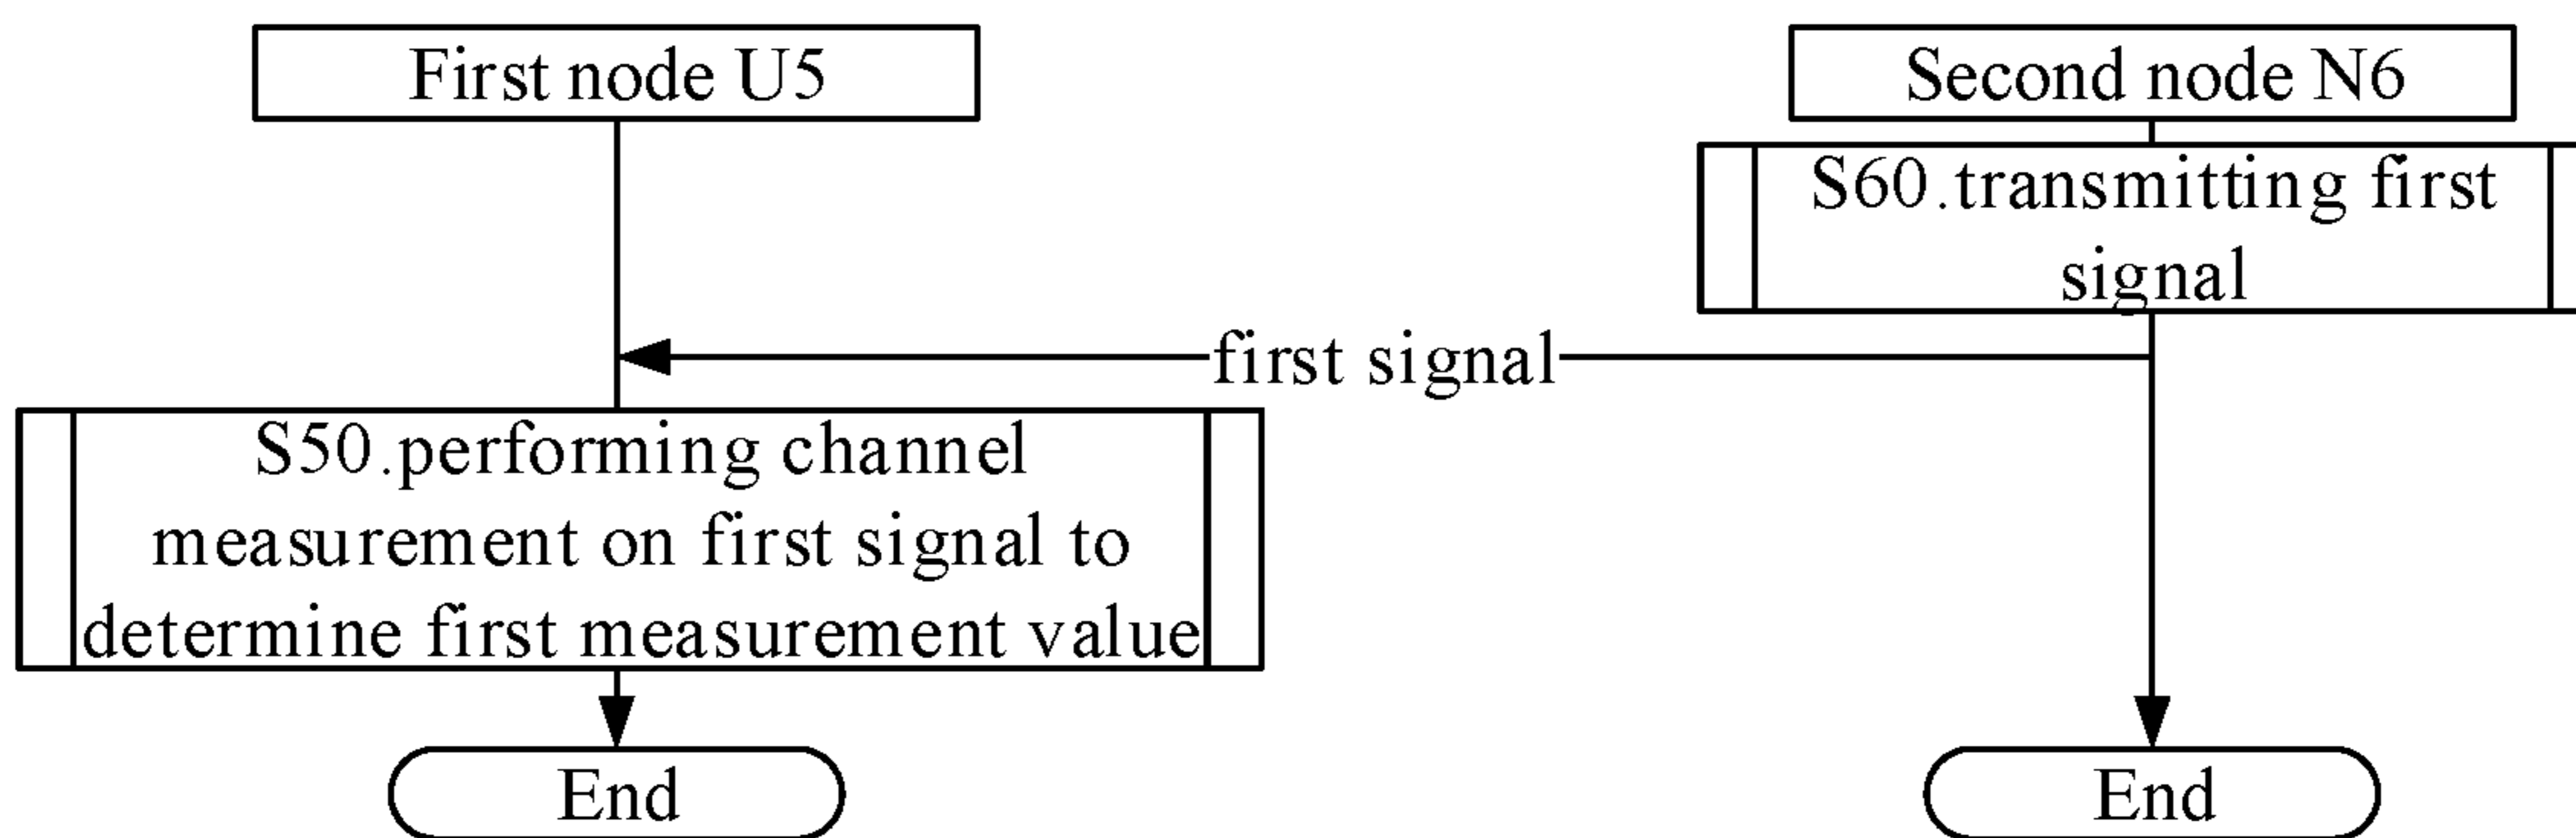 First node U5
Second node N6
S60.transmitting first
signal
first signal
S50.performing channel
measurement on first signal to
determine first measurement value
End
End